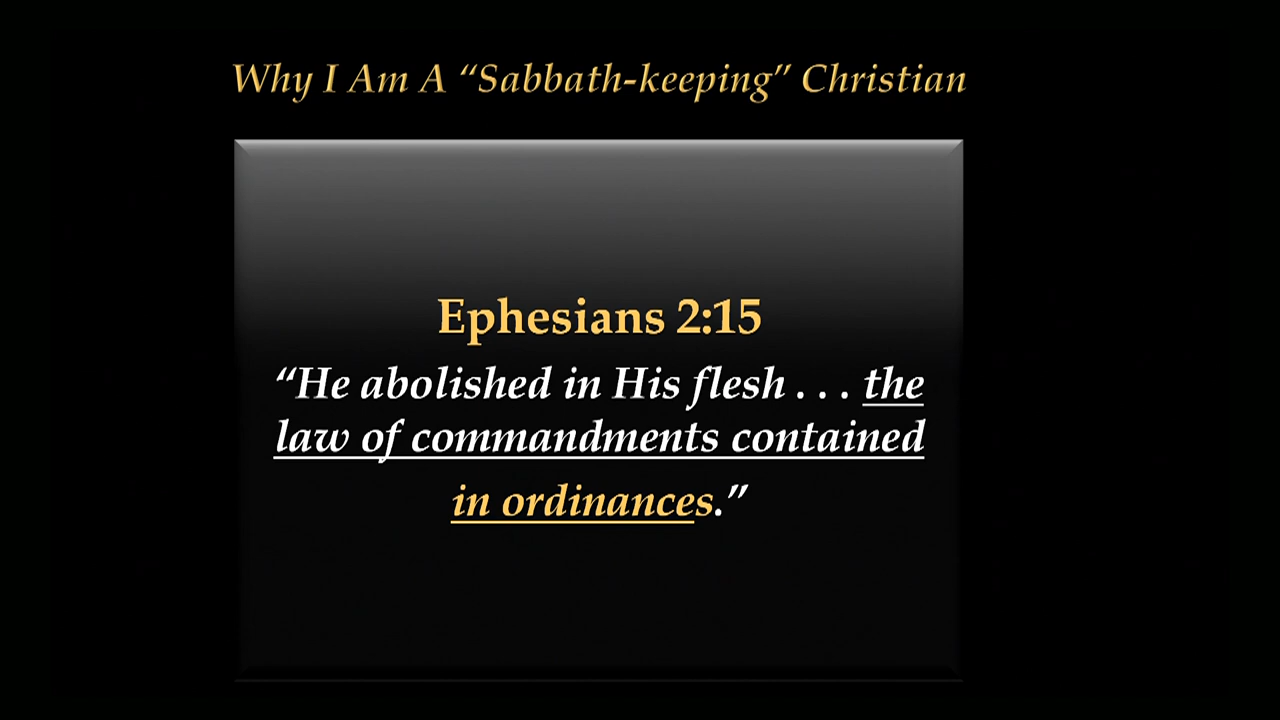 Why I Am A “Sabbath-keeping” Christian
Ephesians 2:15
“He abolished in His flesh . . . the
law of commandments contained
in ordinances.”